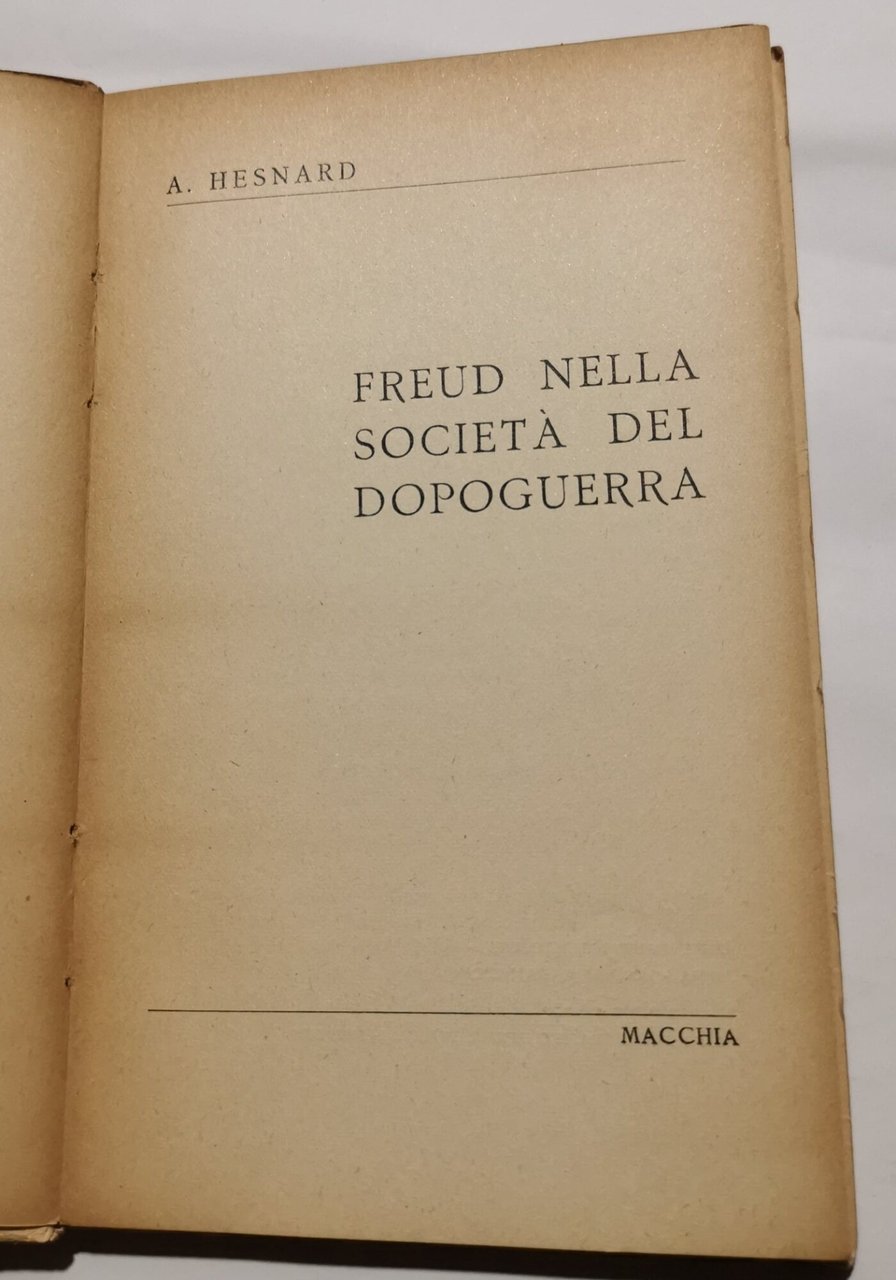 A. HESNARD
FREUD NELLA
SOCIETÀ DEL
DOPOGUERRA
MACCHIA